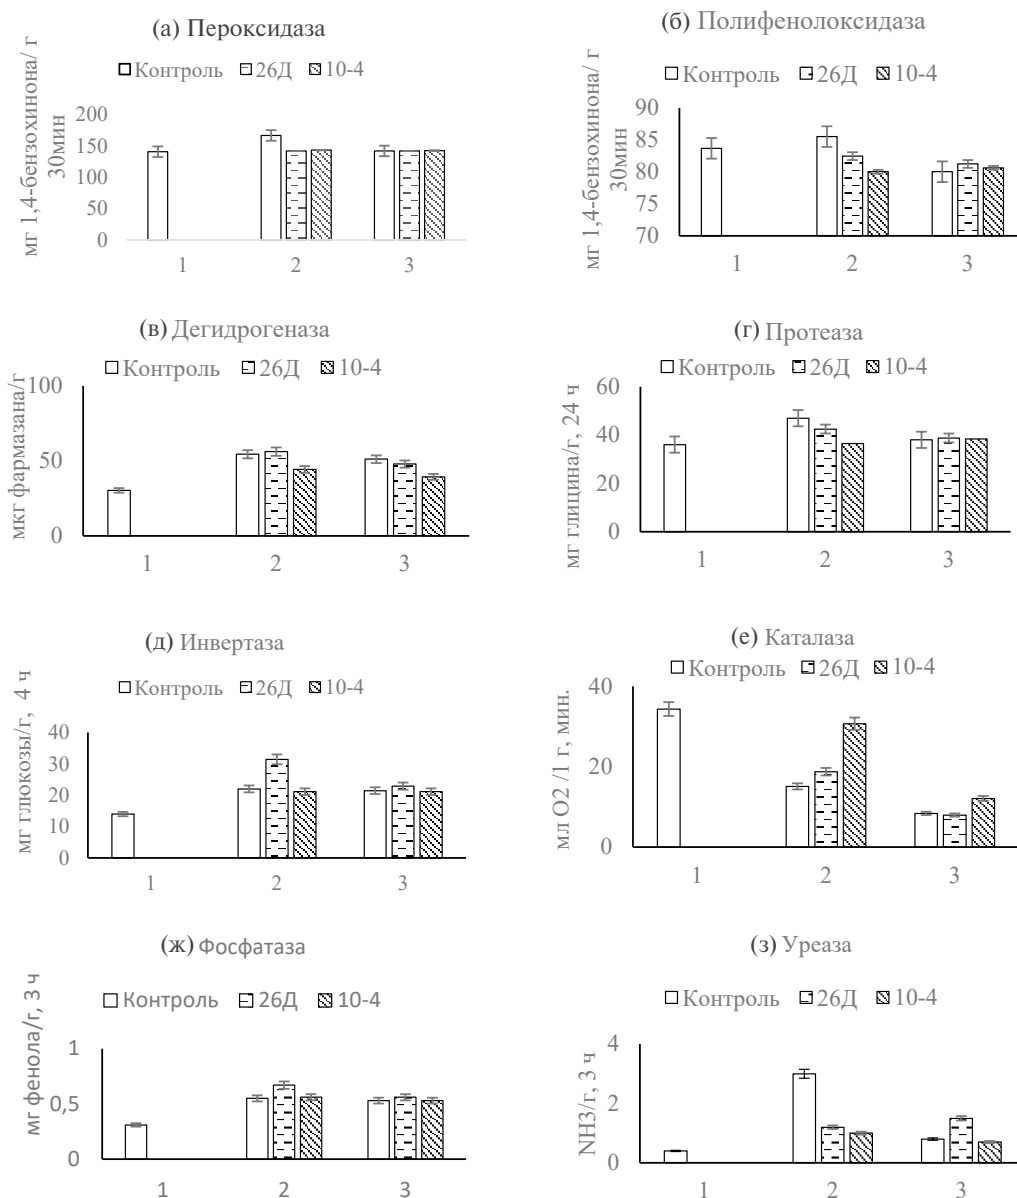 (а) Пероксидаза
Контроль 26Д 10-4
мг 1,4-бензохинона/ г
30мин
200
150
100
50
0
1 2 3
(б) Полифенолоксидаза
Контроль 26Д 10-4
мг 1,4-бензохинона/ г
30мин
90
85
80
75
70
1 2 3
(в) Дегидрогеназа
Контроль 26Д 10-4
мкг фармазана/г
100
50
0
1 2 3
(г) Протеаза
Контроль 26Д 10-4
мг глицина/г, 24 ч
60
40
20
0
1 2 3
(д) Инвертаза
Контроль 26Д 10-4
мг глюкозы/г, 4 ч
40
30
20
10
0
1 2 3
(е) Каталаза
Контроль 26Д 10-4
мл О2 /1 г, мин.
40
20
0
1 2 3
(ж) Фосфатаза
Контроль 26Д 10-4
мг фенола/г, 3 ч
1
0,5
0
1 2 3
(з) Уреаза
Контроль 26Д 10-4
NH3/г, 3 ч
4
2
0
1 2 3